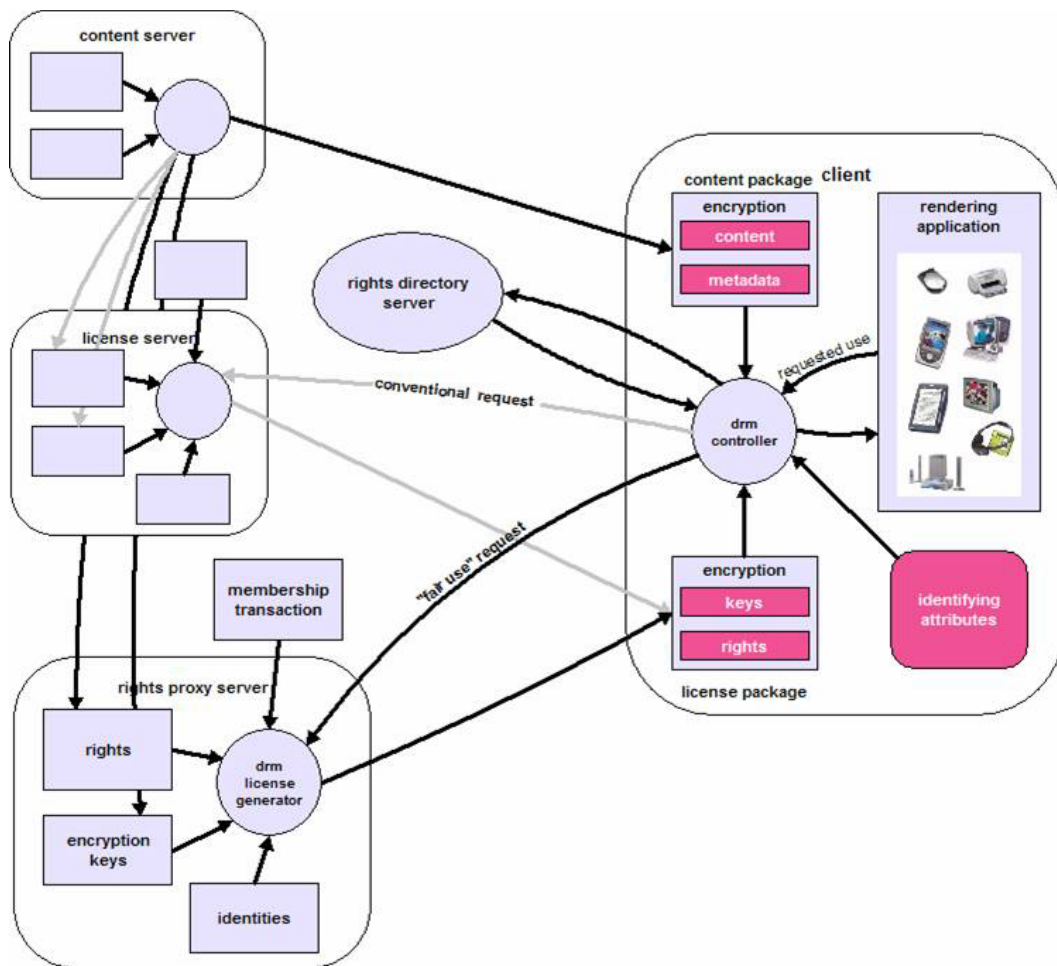 content server
license server
rights directory
server
conventional request
"fair use" request
membership
transaction
rights proxy server
rights
encryption
keys
drm
license
generator
identities
client
content package
encryption
content
metadata
rendering
application
requested use
drm
controller
encryption
keys
rights
license package
identifying
attributes